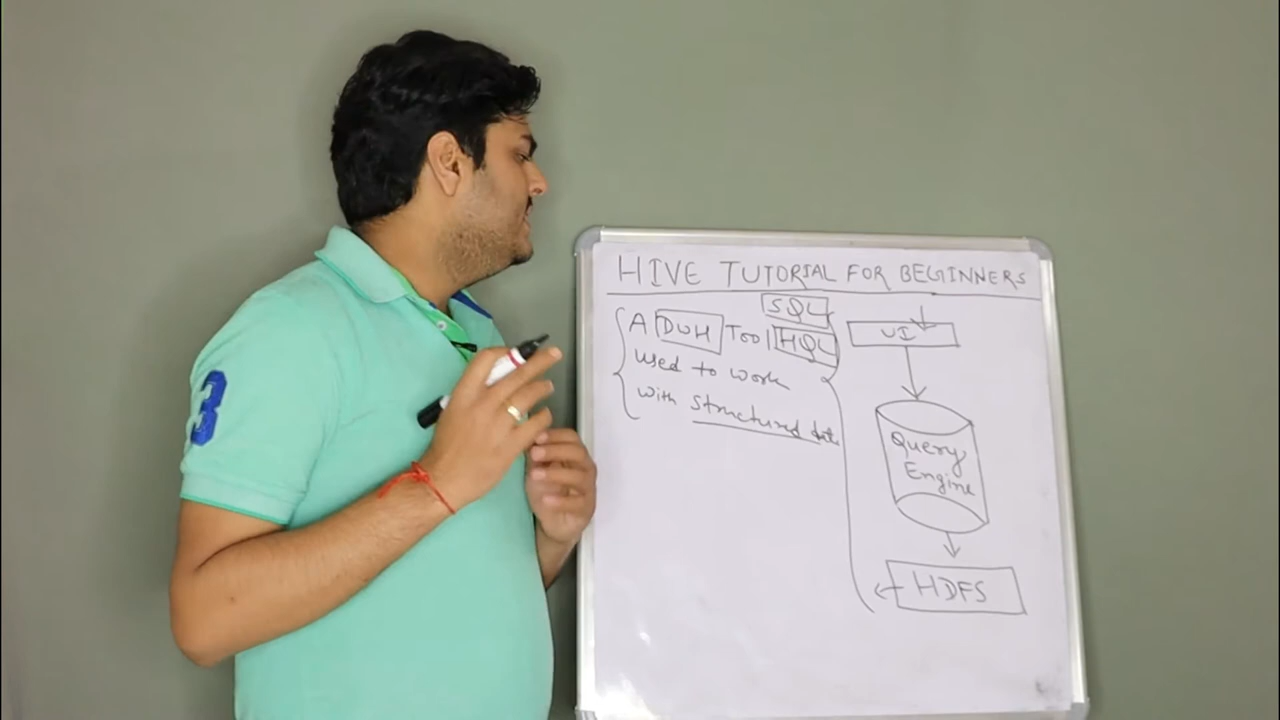 HIVE TUTORIAL FOR BEGINNERS
SQL
A DWH Tool HQL
used to work
with structured data
UI
Query
Engine
HDFS
3